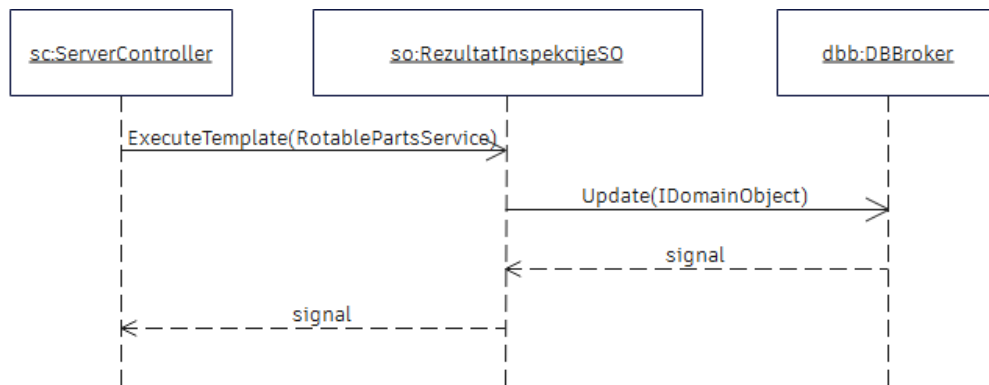 sc:ServerController
so:RezultatInspekcijeSO
dbb:DBBroker
ExecuteTemplate(RotablePartsService)
Update(IDomainObject)
signal
signal